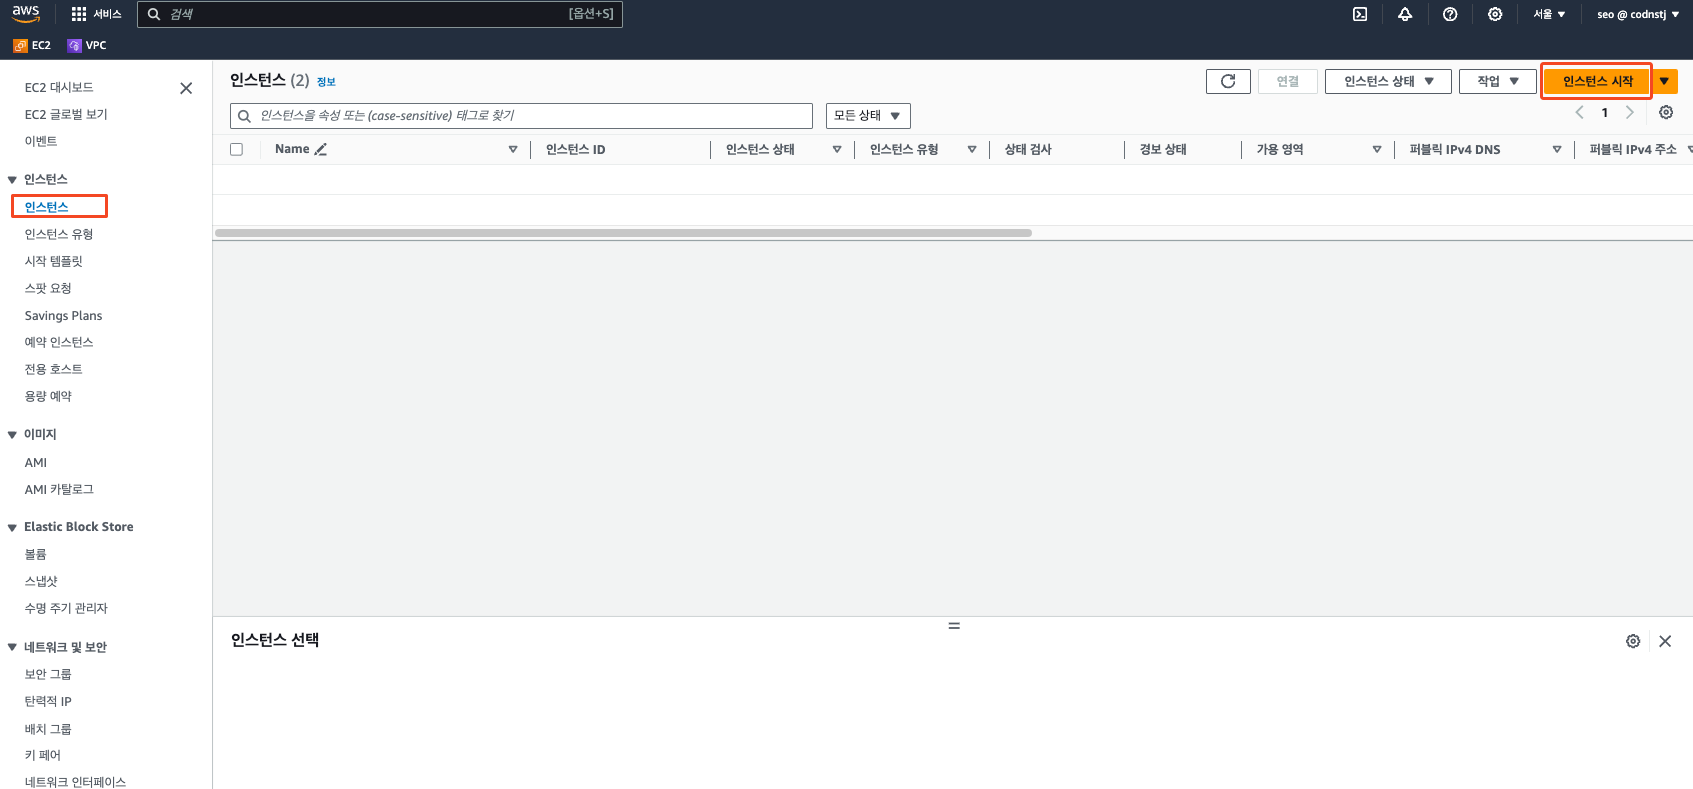 aws 서비스 검색 [옵션+S] 서울 seo @ codnstj
EC2 VPC
EC2 대시보드
EC2 글로벌 보기
이벤트
인스턴스
인스턴스
인스턴스 유형
시작 템플릿
스팟 요청
Savings Plans
예약 인스턴스
전용 호스트
용량 예약
이미지
AMI
AMI 카탈로그
Elastic Block Store
볼륨
스냅샷
수명 주기 관리자
네트워크 및 보안
보안 그룹
탄력적 IP
배치 그룹
키 페어
네트워크 인터페이스
인스턴스 (2) 정보 연결 인스턴스 상태 작업 인스턴스 시작
인스턴스을 속성 또는 (case-sensitive) 태그로 찾기 모든 상태 1
Name 인스턴스 ID 인스턴스 상태 인스턴스 유형 상태 검사 경보 상태 가용 영역 퍼블릭 IPv4 DNS 퍼블릭 IPv4 주소
인스턴스 선택